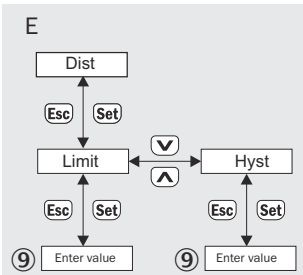 E
Dist
Esc Set
Limit Hyst
Esc Set Esc Set
⑨ Enter value ⑨ Enter value